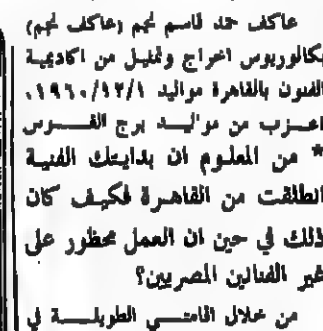 عاكف حمد قاسم نجم (عاكف نجم)
بكالوريوس اخراج وتمثيل من اكاديمية
الفنون بالقاهرة مواليد ١٩٦٠/١٢/١،
اعزب من مواليد برج القوس
* من المعلوم ان بدايتك الفنية
انطلقت من القاهرة فكيف كان
ذلك في حين ان العمل محظور على
غير الفنانين المصريين؟
من خلال اقامتي الطويلة في